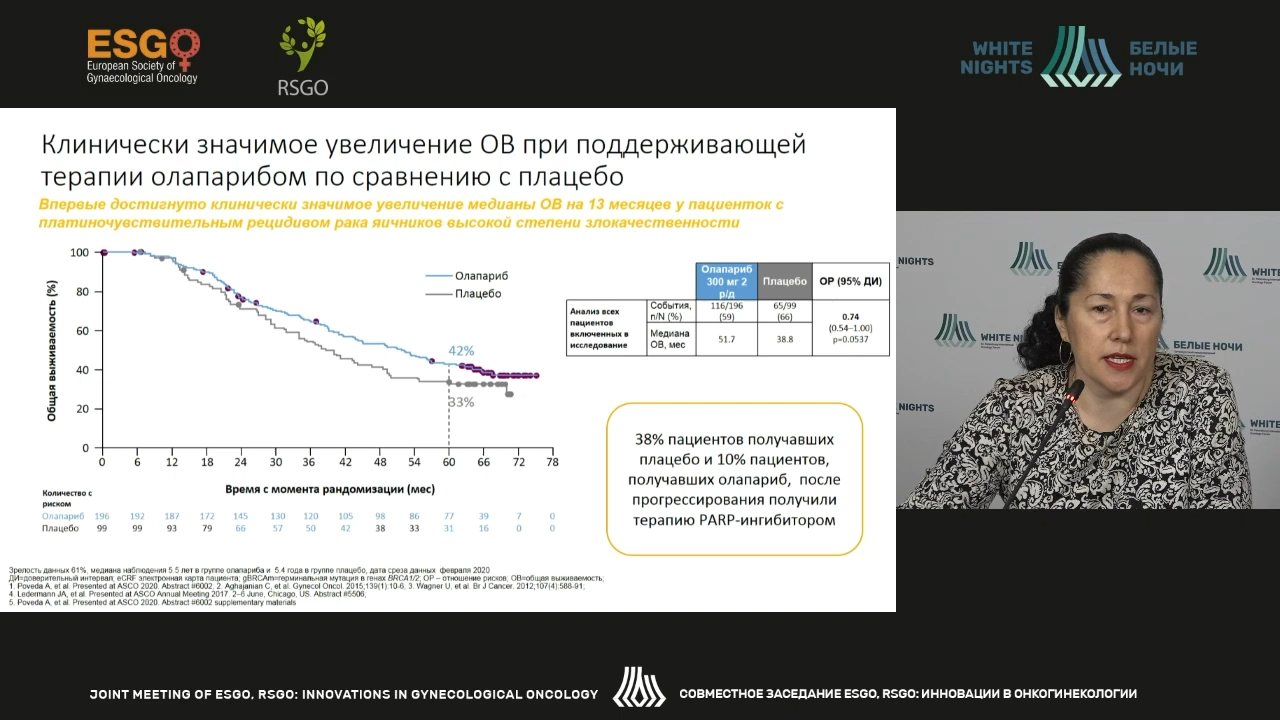 ESGO
European Society of
Gynaecological Oncology
RSGO
WHITE
NIGHTS
БЕЛЫЕ
НОЧИ
Клинически значимое увеличение ОВ при поддерживающей
терапии олапарибом по сравнению с плацебо
Впервые достигнуто клинически значимое увеличение медианы ОВ на 13 месяцев у пациенток с
платиночувствительным рецидивом рака яичников высокой степени злокачественности
Общая выживаемость (%)
100
80
60
40
20
0
Олапариб
Плацебо
42%
33%
0 6 12 18 24 30 36 42 48 54 60 66 72 78
Время с момента рандомизации (мес)
Количество с
риском
Олапариб 196 192 187 172 145 130 120 105 98 86 77 39 7 0
Плацебо 99 99 93 79 66 57 50 42 38 33 31 16 0 0
Олапариб
300 мг 2
р/д
Плацебо
ОР (95% ДИ)
Анализ всех
пациентов
включенных в
исследование
События,
n/N (%)
116/196
(59)
65/99
(66)
Медиана
ОВ, мес
51.7
38.8
0.74
(0.54–1.00)
p=0.0537
38% пациентов получавших
плацебо и 10% пациентов,
получавших олапариб, после
прогрессирования получили
терапию PARP-ингибитором
Зрелость данных 61%, медиана наблюдения 5.5 лет в группе олапариба и 5.4 года в группе плацебо, дата среза данных февраля 2020
ДИ=доверительный интервал; eCRF электронная карта пациента; gBRCAm=герминальная мутация в генах BRCA1/2; ОР – отношение рисков; ОВ=общая выживаемость;
1. Poveda A, et al. Presented at ASCO 2020. Abstract #6002; 2. Aghajanian C, et al. Gynecol Oncol. 2015;139(1):10-6; 3. Wagner U, et al. Br J Cancer. 2012;107(4):588-91;
4. Ledermann JA, et al. Presented at ASCO Annual Meeting 2017. 2–6 June, Chicago, US. Abstract #5506;
5. Poveda A, et al. Presented at ASCO 2020. Abstract #6002 supplementary materials
WHITE
NIGHTS
БЕЛЫЕ НОЧИ
NIGHTS
JOINT MEETING OF ESGO, RSGO: INNOVATIONS IN GYNECOLOGICAL ONCOLOGY
СОВМЕСТНОЕ ЗАСЕДАНИЕ ESGO, RSGO: ИННОВАЦИИ В ОНКОГИНЕКОЛОГИИ